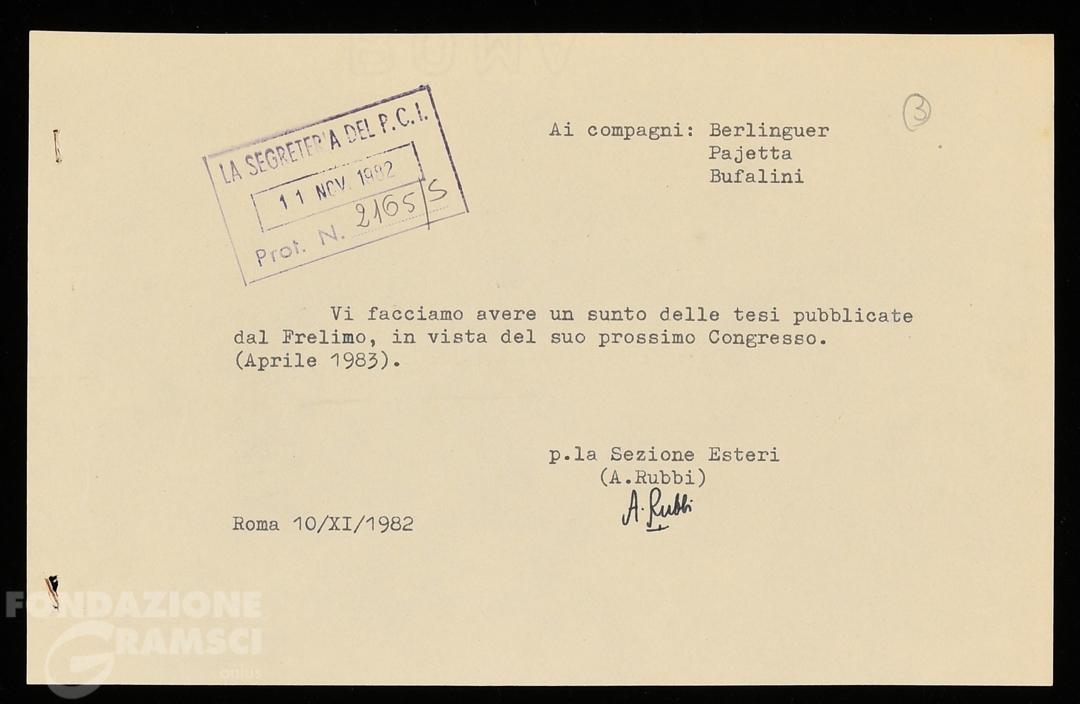 LA SEGRETERIA DEL P.C.I.
11 NOV. 1982
Prot. N. 2165/S
3
Ai compagni: Berlinguer
Pajetta
Bufalini
Vi facciamo avere un sunto delle tesi pubblicate
dal Frelimo, in vista del suo prossimo Congresso.
(Aprile 1983).
p.la Sezione Esteri
(A.Rubbi)
A. Rubbi
Roma 10/XI/1982
FONDAZIONE
GRAMSCI
onlus